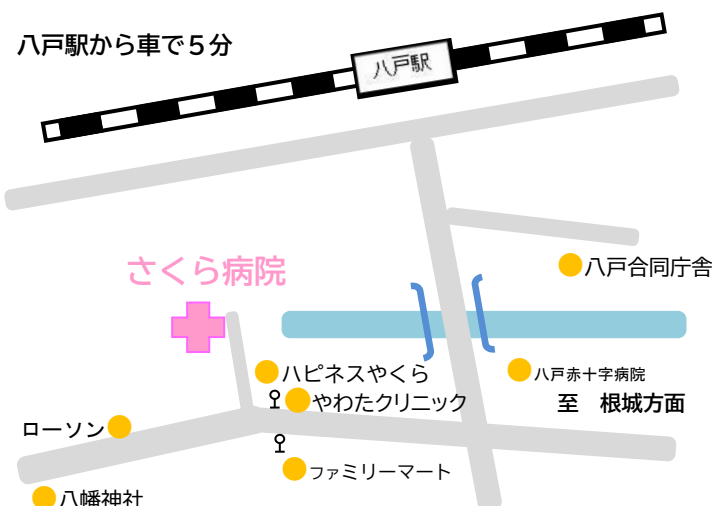 八戸駅から車で５分
八戸駅
さくら病院
八戸合同庁舎
ハピネスやくら
八戸赤十字病院
やわたクリニック
至　根城方面
ローソン
ファミリーマート
八幡神社